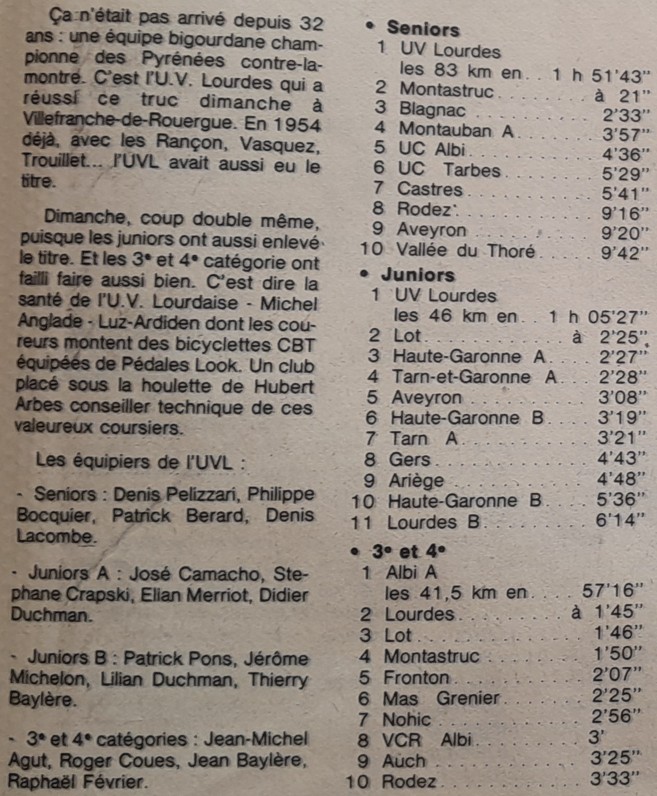 Ça n'était pas arrivé depuis 32
ans : une équipe bigourdane cham-
pionne des Pyrénées contre-la-
montre. C'est l'U.V. Lourdes qui a
réussi ce truc dimanche à
Villefranche-de-Rouergue. En 1954
déjà, avec les Rançon, Vasquez,
Trouillet... l'UVL avait aussi eu le
titre.
Dimanche, coup double même,
puisque les juniors ont aussi enlevé
le titre. Et les 3e et 4e catégorie ont
failli faire aussi bien. C'est dire la
santé de l'U.V. Lourdaise - Michel
Anglade - Luz-Ardiden dont les cou-
reurs montent des bicyclettes CBT
équipées de Pédales Look. Un club
placé sous la houlette de Hubert
Arbes conseiller technique de ces
valeureux coursiers.
Les équipiers de l'UVL :
- Seniors : Denis Pelizzari, Philippe
Bocquier, Patrick Berard, Denis
Lacombe.
- Juniors A : José Camacho, Ste-
phane Crapski, Elian Merriot, Didier
Duchman.
- Juniors B : Patrick Pons, Jérôme
Michelon, Lilian Duchman, Thierry
Baylère.
- 3e et 4e catégories : Jean-Michel
Agut, Roger Coues, Jean Baylère,
Raphaël Février.
• Seniors
1 UV Lourdes
les 83 km en.. 1 h 51'43"
2 Montastruc......... à 21"
3 Blagnac............ 2'33"
4 Montauban A........ 3'57"
5 UC Albi............ 4'36"
6 UC Tarbes.......... 5'29"
7 Castres............ 5'41"
8 Rodez.............. 9'16"
9 Aveyron............ 9'20"
10 Vallée du Thoré.... 9'42"
• Juniors
1 UV Lourdes
les 46 km en.. 1 h 05'27"
2 Lot............. à 2'25"
3 Haute-Garonne A... 2'27"
4 Tarn-et-Garonne A... 2'28"
5 Aveyron............ 3'08"
6 Haute-Garonne B.... 3'19"
7 Tarn A............. 3'21"
8 Gers............... 4'43"
9 Ariège............. 4'48"
10 Haute-Garonne B.... 5'36"
11 Lourdes B.......... 6'14"
• 3e et 4e
1 Albi A
les 41,5 km en.... 57'16"
2 Lourdes......... à 1'45"
3 Lot................ 1'46"
4 Montastruc......... 1'50"
5 Fronton............ 2'07"
6 Mas Grenier........ 2'25"
7 Nohic.............. 2'56"
8 VCR Albi........... 3'
9 Auch............... 3'25"
10 Rodez.............. 3'33"